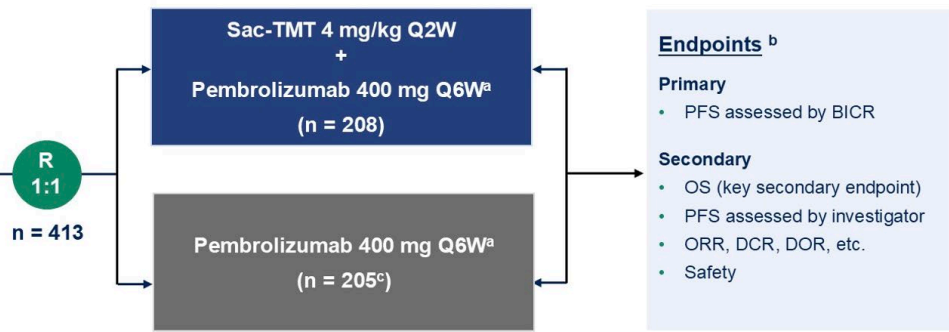 R
1:1
n = 413
Sac-TMT 4 mg/kg Q2W
+
Pembrolizumab 400 mg Q6Wᵃ
(n = 208)
Pembrolizumab 400 mg Q6Wᵃ
(n = 205ᶜ)
Endpoints ᵇ
Primary
• PFS assessed by BICR
Secondary
• OS (key secondary endpoint)
• PFS assessed by investigator
• ORR, DCR, DOR, etc.
• Safety